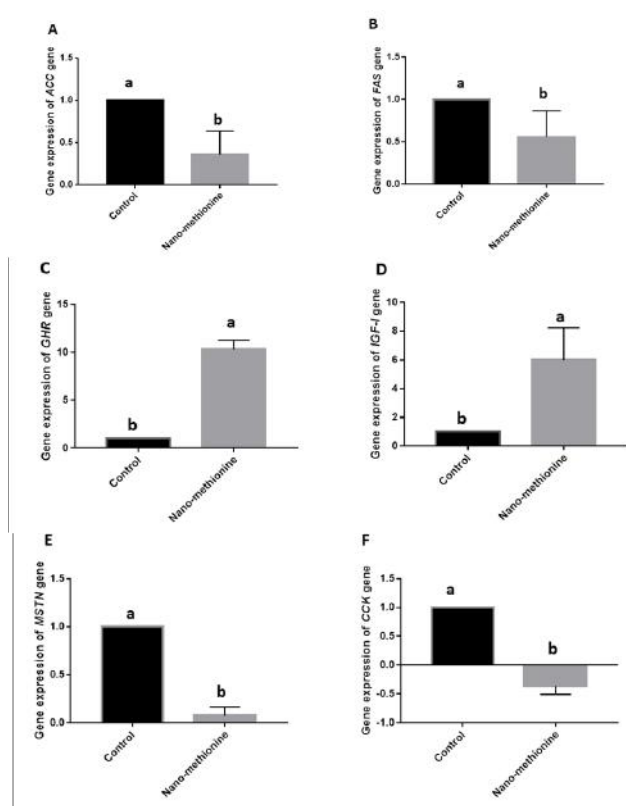 A
Gene expression of ACC gene
1.5
1.0
0.5
0.0
a
b
Control
Nano-methionine
B
Gene expression of FAS gene
1.5
1.0
0.5
0.0
a
b
Control
Nano-methionine
C
Gene expression of GHR gene
15
10
5
0
b
a
Control
Nano-methionine
D
Gene expression of IGF-I gene
10
8
6
4
2
0
b
a
Control
Nano-methionine
E
Gene expression of MSTN gene
1.5
1.0
0.5
0.0
a
b
Control
Nano-methionine
F
Gene expression of CCK gene
1.5
1.0
0.5
0.0
-0.5
-1.0
a
b
Control
Nano-methionine